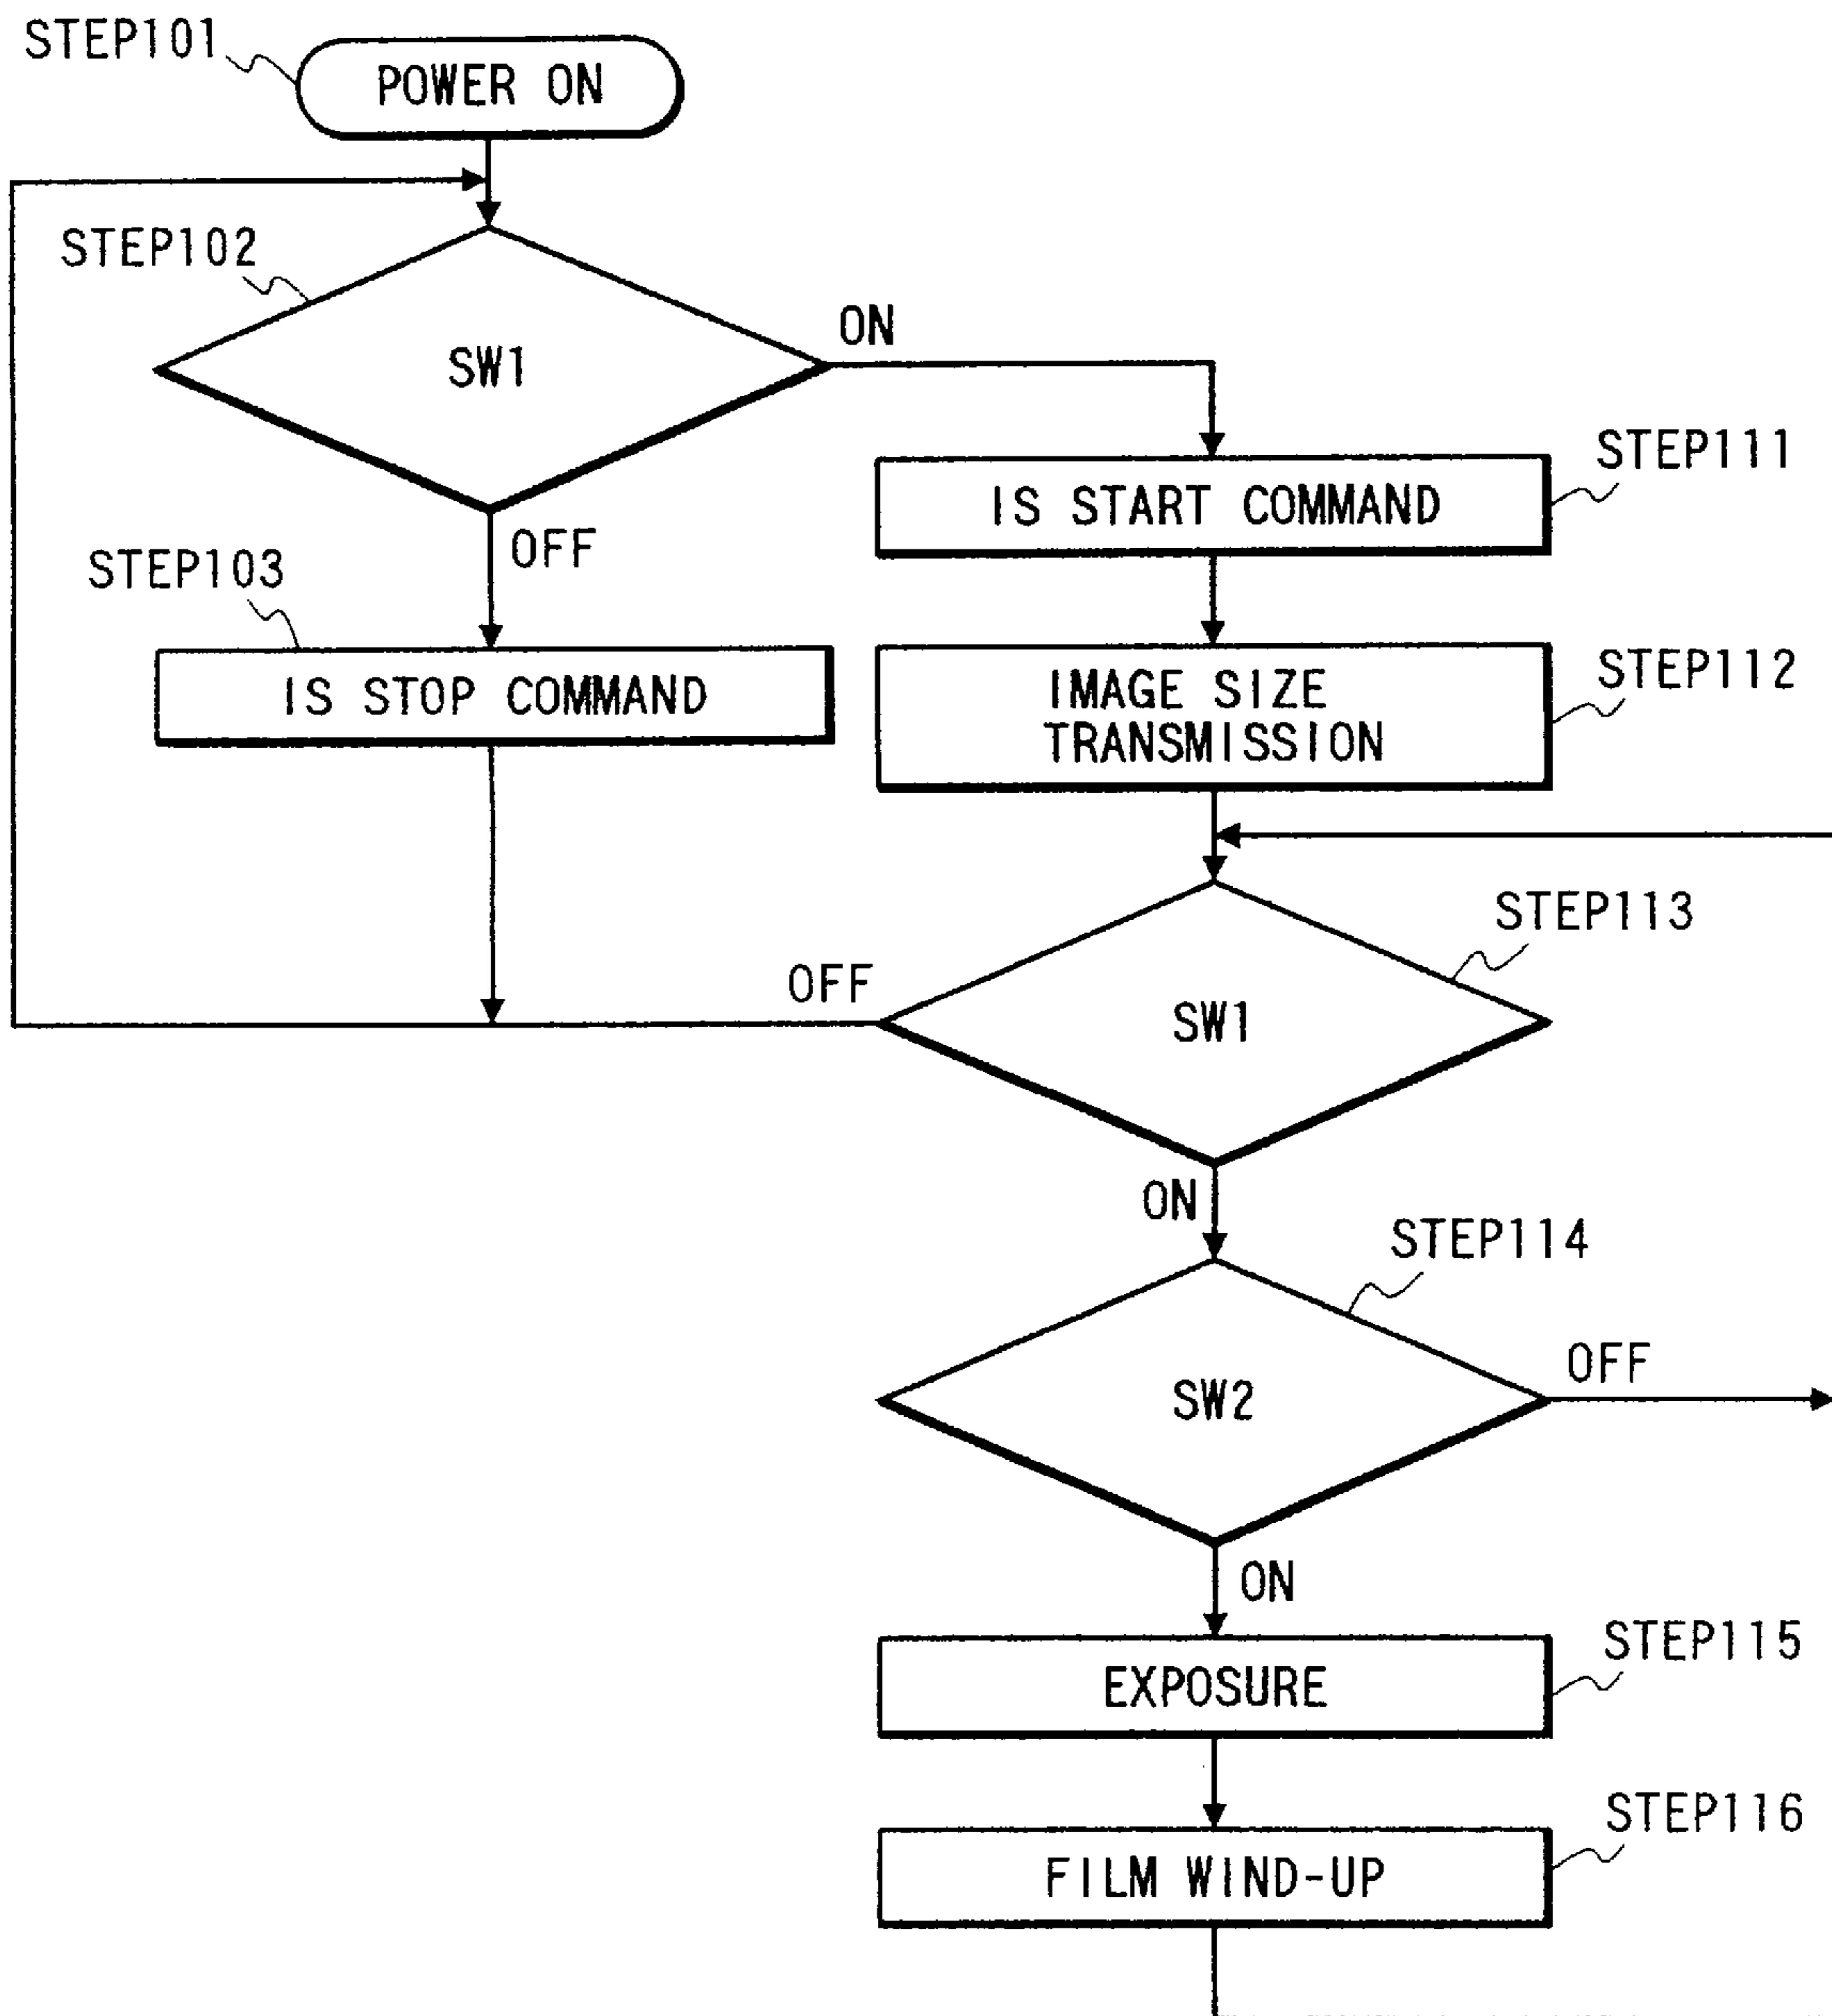 STEP101
POWER ON
STEP102
SW1
ON
OFF
STEP111
IS START COMMAND
STEP103
IS STOP COMMAND
STEP112
IMAGE SIZE
TRANSMISSION
STEP113
OFF
SW1
ON
STEP114
SW2
OFF
ON
STEP115
EXPOSURE
STEP116
FILM WIND-UP